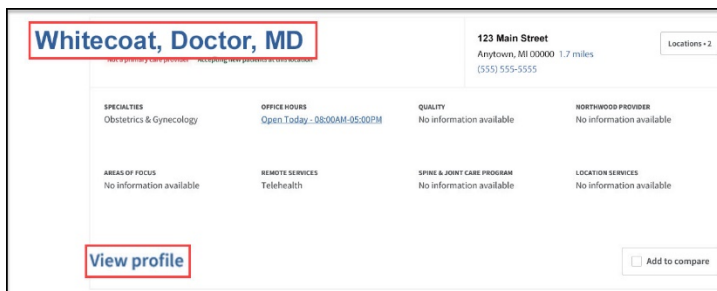 Whitecoat, Doctor, MD
Not a primary care provider Accepting new patients at this location
123 Main Street
Anytown, MI 00000 1.7 miles
(555) 555-5555
Locations • 2
SPECIALTIES
Obstetrics & Gynecology
OFFICE HOURS
Open Today - 08:00AM-05:00PM
QUALITY
No information available
NORTHWOOD PROVIDER
No information available
AREAS OF FOCUS
No information available
REMOTE SERVICES
Telehealth
SPINE & JOINT CARE PROGRAM
No information available
LOCATION SERVICES
No information available
View profile
Add to compare